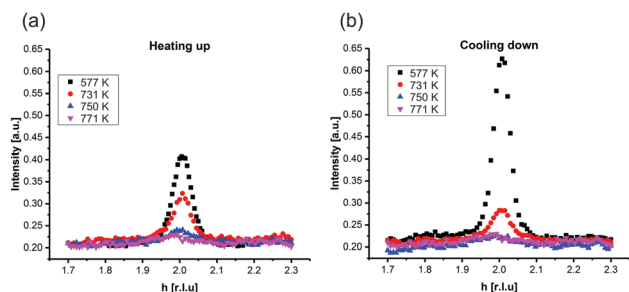 (a)
Heating up
0.65
0.60
0.55
0.50
0.45
0.40
0.35
0.30
0.25
0.20
Intensity [a.u.]
577 K
731 K
750 K
771 K
1.7 1.8 1.9 2.0 2.1 2.2 2.3
h [r.l.u]
(b)
Cooling down
0.65
0.60
0.55
0.50
0.45
0.40
0.35
0.30
0.25
0.20
Intensity [a.u.]
577 K
731 K
750 K
771 K
1.7 1.8 1.9 2.0 2.1 2.2 2.3
h [r.l.u]